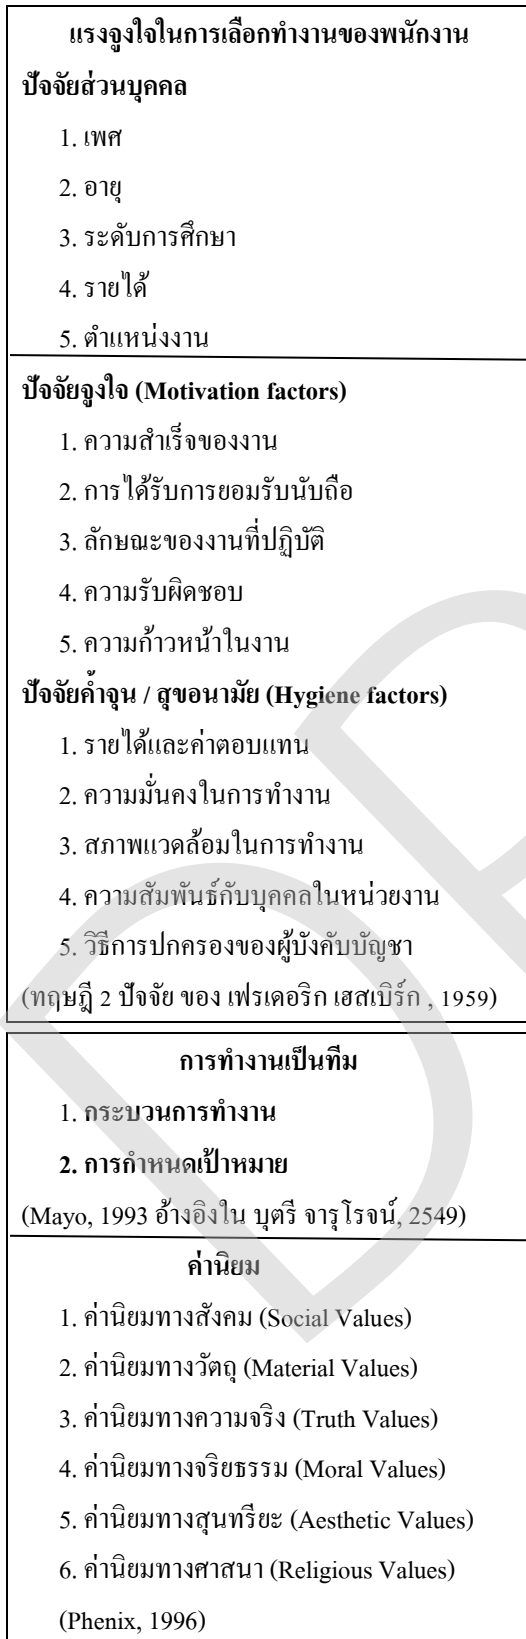 แรงจูงใจในการเลือกทำงานของพนักงาน
ปัจจัยส่วนบุคคล
1. เพศ
2. อายุ
3. ระดับการศึกษา
4. รายได้
5. ตำแหน่งงาน
ปัจจัยจูงใจ (Motivation factors)
1. ความสำเร็จของงาน
2. การได้รับการยอมรับนับถือ
3. ลักษณะของงานที่ปฏิบัติ
4. ความรับผิดชอบ
5. ความก้าวหน้าในงาน
ปัจจัยค้ำจุน / สุขอนามัย (Hygiene factors)
1. รายได้และค่าตอบแทน
2. ความมั่นคงในการทำงาน
3. สภาพแวดล้อมในการทำงาน
4. ความสัมพันธ์กับบุคคลในหน่วยงาน
5. วิธีการปกครองของผู้บังคับบัญชา
(ทฤษฎี 2 ปัจจัย ของ เฟรเดอริก เฮสเบิร์ก , 1959)
การทำงานเป็นทีม
1. กระบวนการทำงาน
2. การกำหนดเป้าหมาย
(Mayo, 1993 อ้างอิงใน บุตรี จารุโรจน์, 2549)
ค่านิยม
1. ค่านิยมทางสังคม (Social Values)
2. ค่านิยมทางวัตถุ (Material Values)
3. ค่านิยมทางความจริง (Truth Values)
4. ค่านิยมทางจริยธรรม (Moral Values)
5. ค่านิยมทางสุนทรียะ (Aesthetic Values)
6. ค่านิยมทางศาสนา (Religious Values)
(Phenix, 1996)